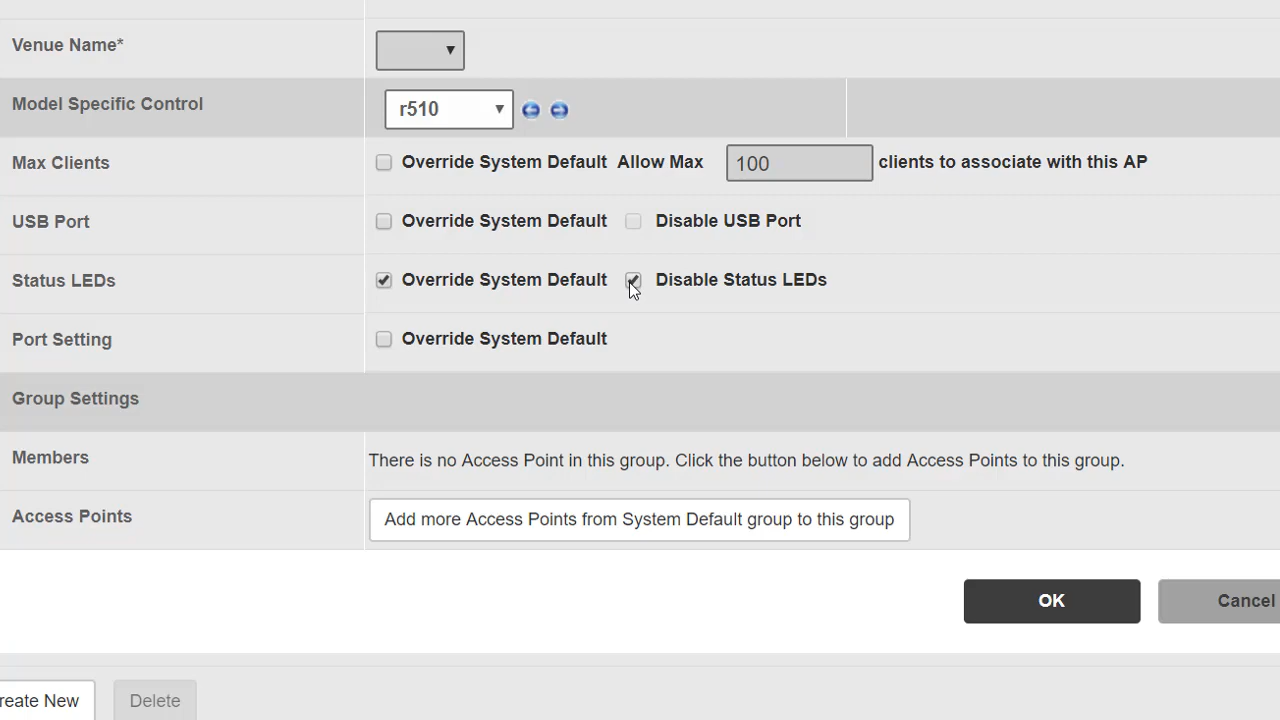 Venue Name*
Model Specific Control r510
Max Clients Override System Default Allow Max 100 clients to associate with this AP
USB Port Override System Default Disable USB Port
Status LEDs Override System Default Disable Status LEDs
Port Setting Override System Default
Group Settings
Members There is no Access Point in this group. Click the button below to add Access Points to this group.
Access Points Add more Access Points from System Default group to this group
OK Cancel
reate New Delete